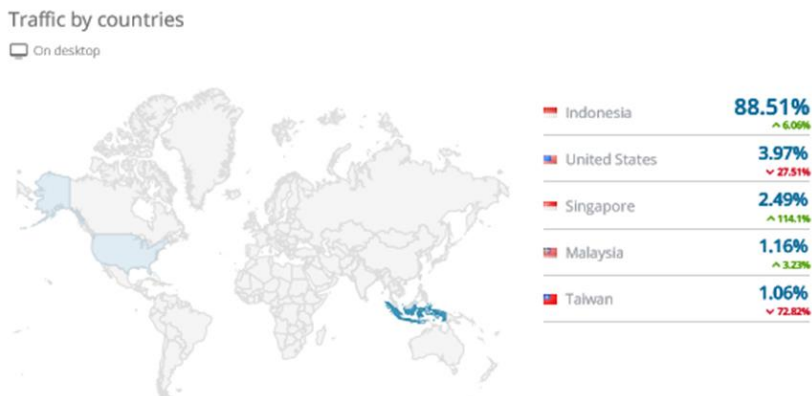 Traffic by countries
On desktop
Indonesia 88.51%
6.06%
United States 3.97%
27.51%
Singapore 2.49%
114.1%
Malaysia 1.16%
3.23%
Taiwan 1.06%
72.82%